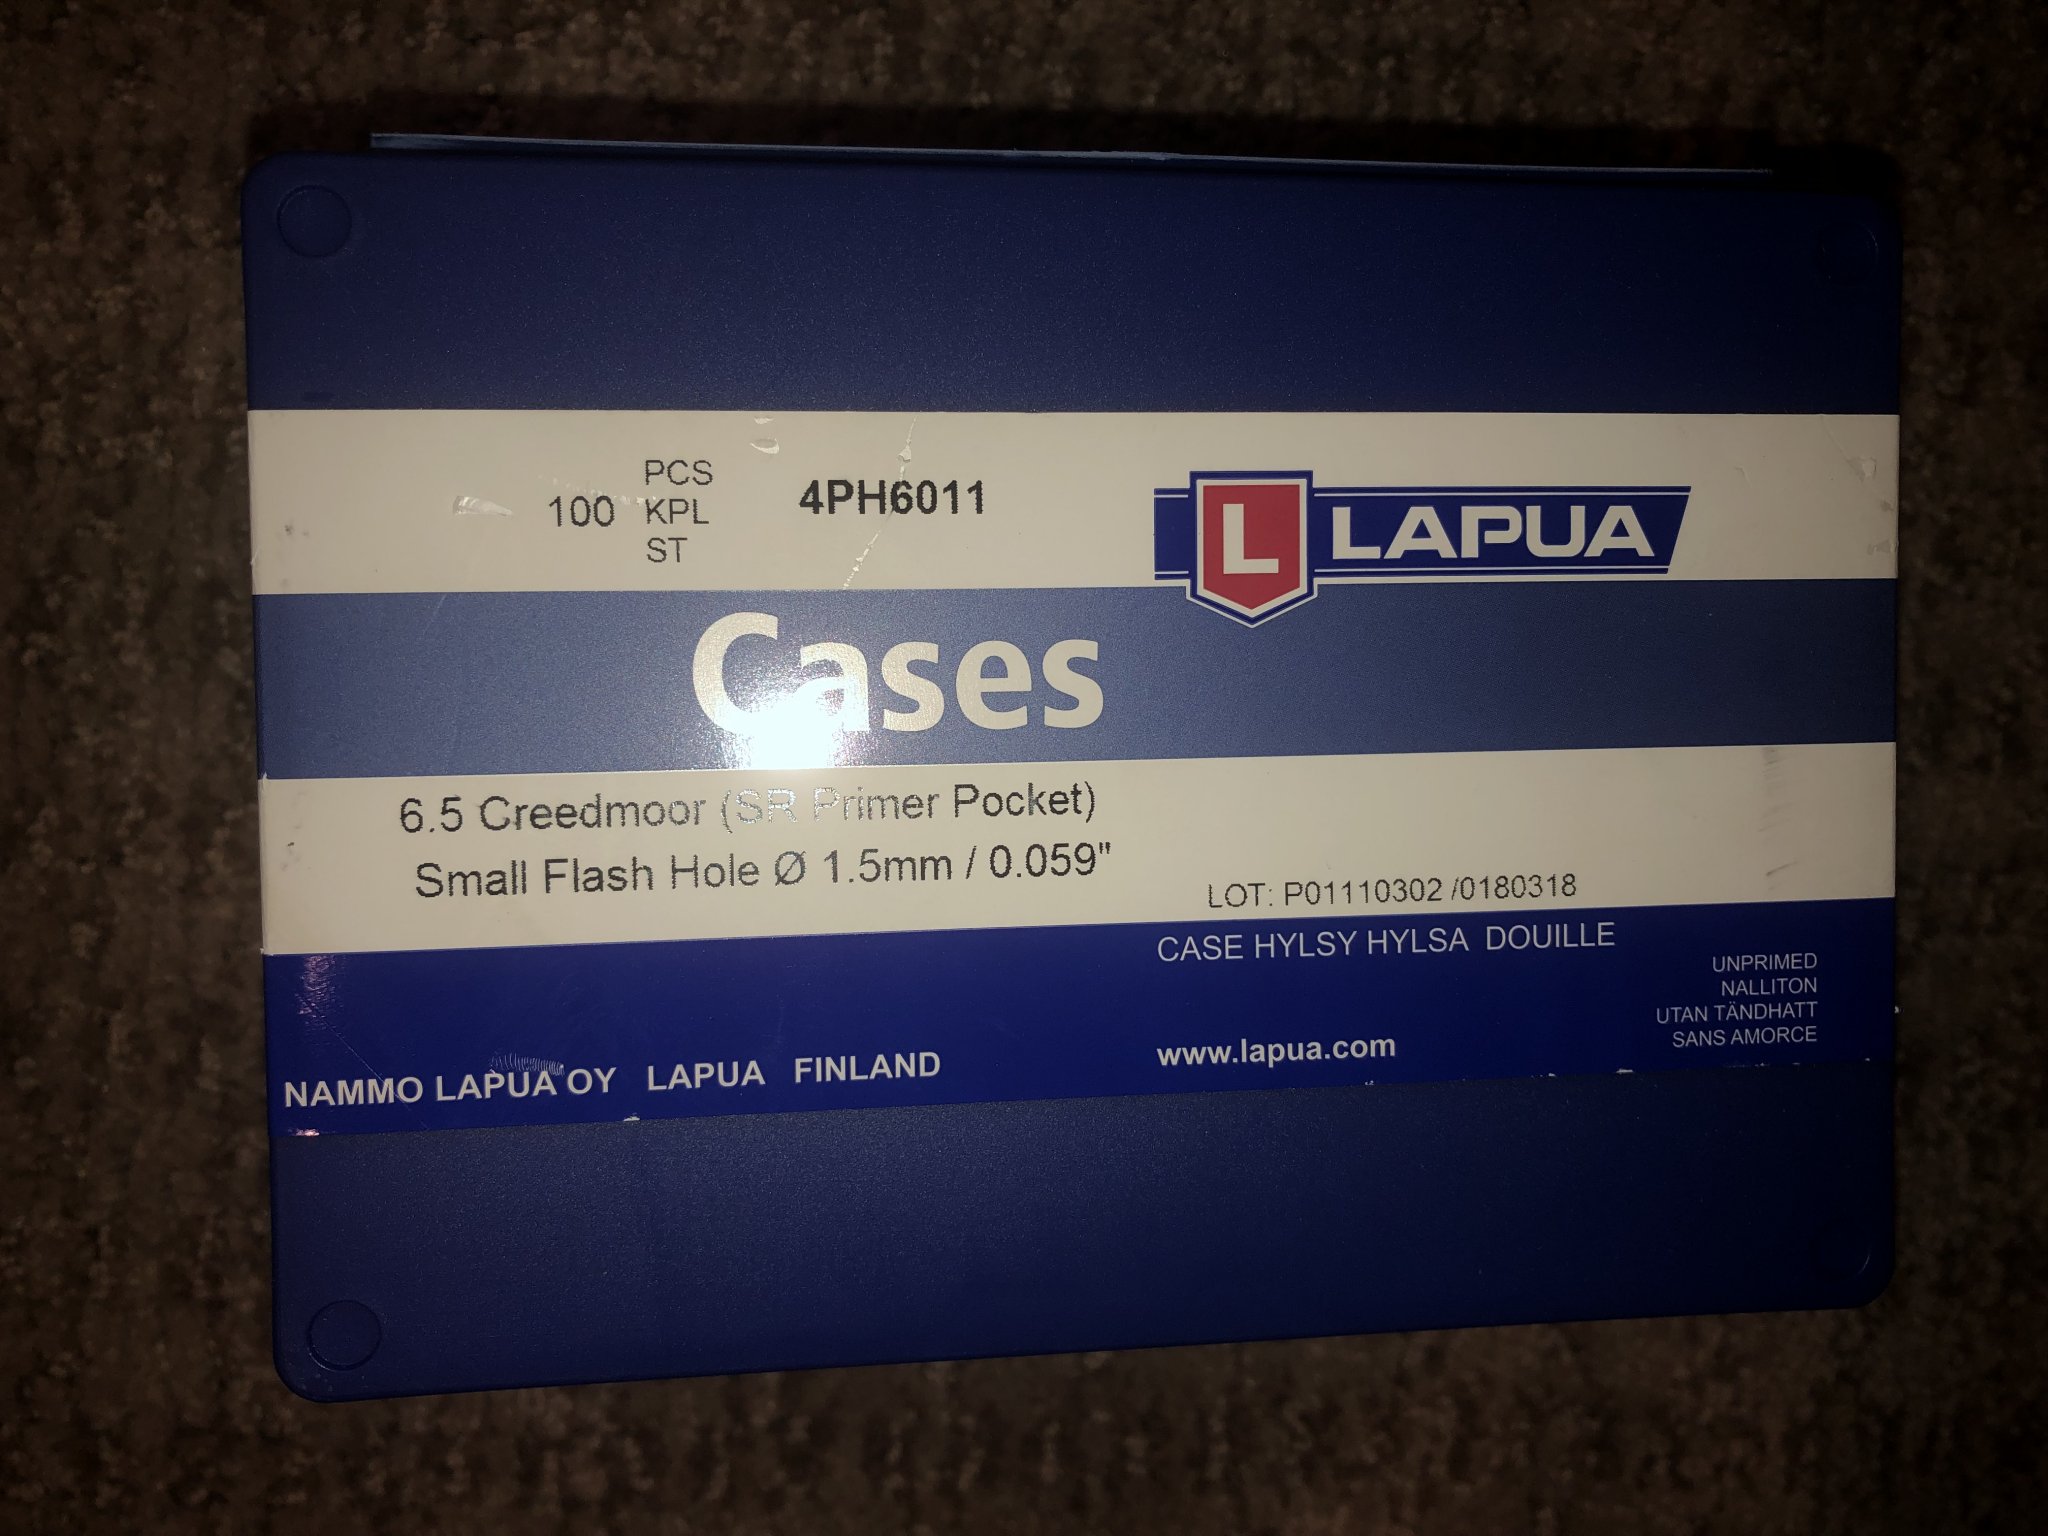 100 PCS
KPL
ST
4PH6011
L LAPUA
Cases
6.5 Creedmoor (SR Primer Pocket)
Small Flash Hole Ø 1.5mm / 0.059"
LOT: P01110302 /0180318
CASE HYLSY HYLSA DOUILLE
UNPRIMED
NALLITON
UTAN TÄNDHATT
SANS AMORCE
NAMMO LAPUA OY LAPUA FINLAND
www.lapua.com